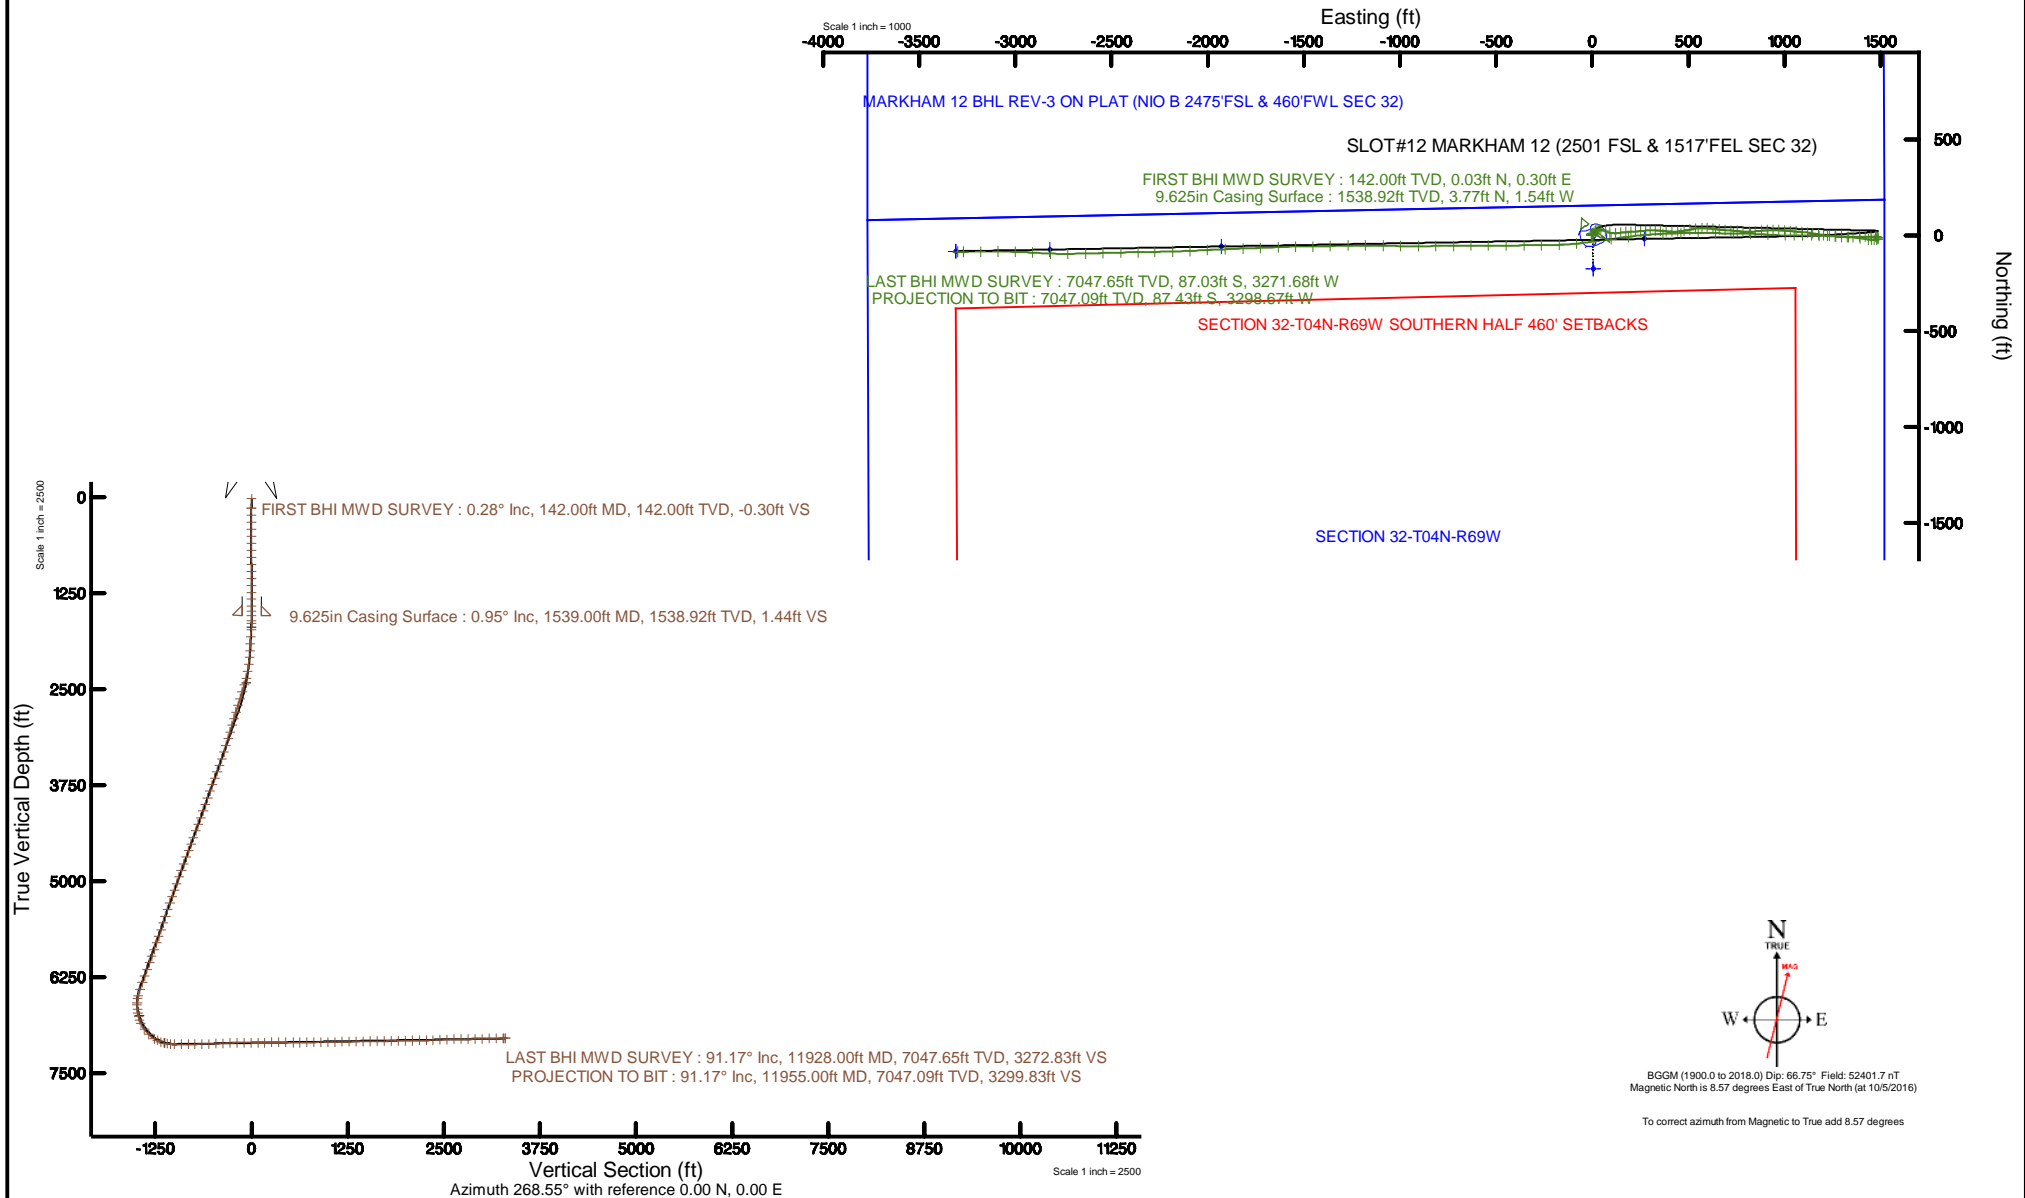 Easting (ft)
Scale 1 inch = 1000
-4000 -3500 -3000 -2500 -2000 -1500 -1000 -500 0 500 1000 1500
MARKHAM 12 BHL REV-3 ON PLAT (NIO B 2475'FSL & 460'FWL SEC 32)
SLOT#12 MARKHAM 12 (2501 FSL & 1517'FEL SEC 32)
FIRST BHI MWD SURVEY : 142.00ft TVD, 0.03ft N, 0.30ft E
9.625in Casing Surface : 1538.92ft TVD, 3.77ft N, 1.54ft W
LAST BHI MWD SURVEY : 7047.65ft TVD, 87.03ft S, 3271.68ft W
PROJECTION TO BIT : 7047.09ft TVD, 87.43ft S, 3298.67ft W
SECTION 32-T04N-R69W SOUTHERN HALF 460' SETBACKS
SECTION 32-T04N-R69W
500
0
-500
-1000
-1500
Northing (ft)
Scale 1 inch = 2500
True Vertical Depth (ft)
0
1250
2500
3750
5000
6250
7500
FIRST BHI MWD SURVEY : 0.28° Inc, 142.00ft MD, 142.00ft TVD, -0.30ft VS
9.625in Casing Surface : 0.95° Inc, 1539.00ft MD, 1538.92ft TVD, 1.44ft VS
LAST BHI MWD SURVEY : 91.17° Inc, 11928.00ft MD, 7047.65ft TVD, 3272.83ft VS
PROJECTION TO BIT : 91.17° Inc, 11955.00ft MD, 7047.09ft TVD, 3299.83ft VS
-1250 0 1250 2500 3750 5000 6250 7500 8750 10000 11250
Vertical Section (ft)
Scale 1 inch = 2500
Azimuth 268.55° with reference 0.00 N, 0.00 E
N
TRUE
MAG
W E
BGGM (1900.0 to 2018.0) Dip: 66.75° Field: 52401.7 nT
Magnetic North is 8.57 degrees East of True North (at 10/5/2016)
To correct azimuth from Magnetic to True add 8.57 degrees